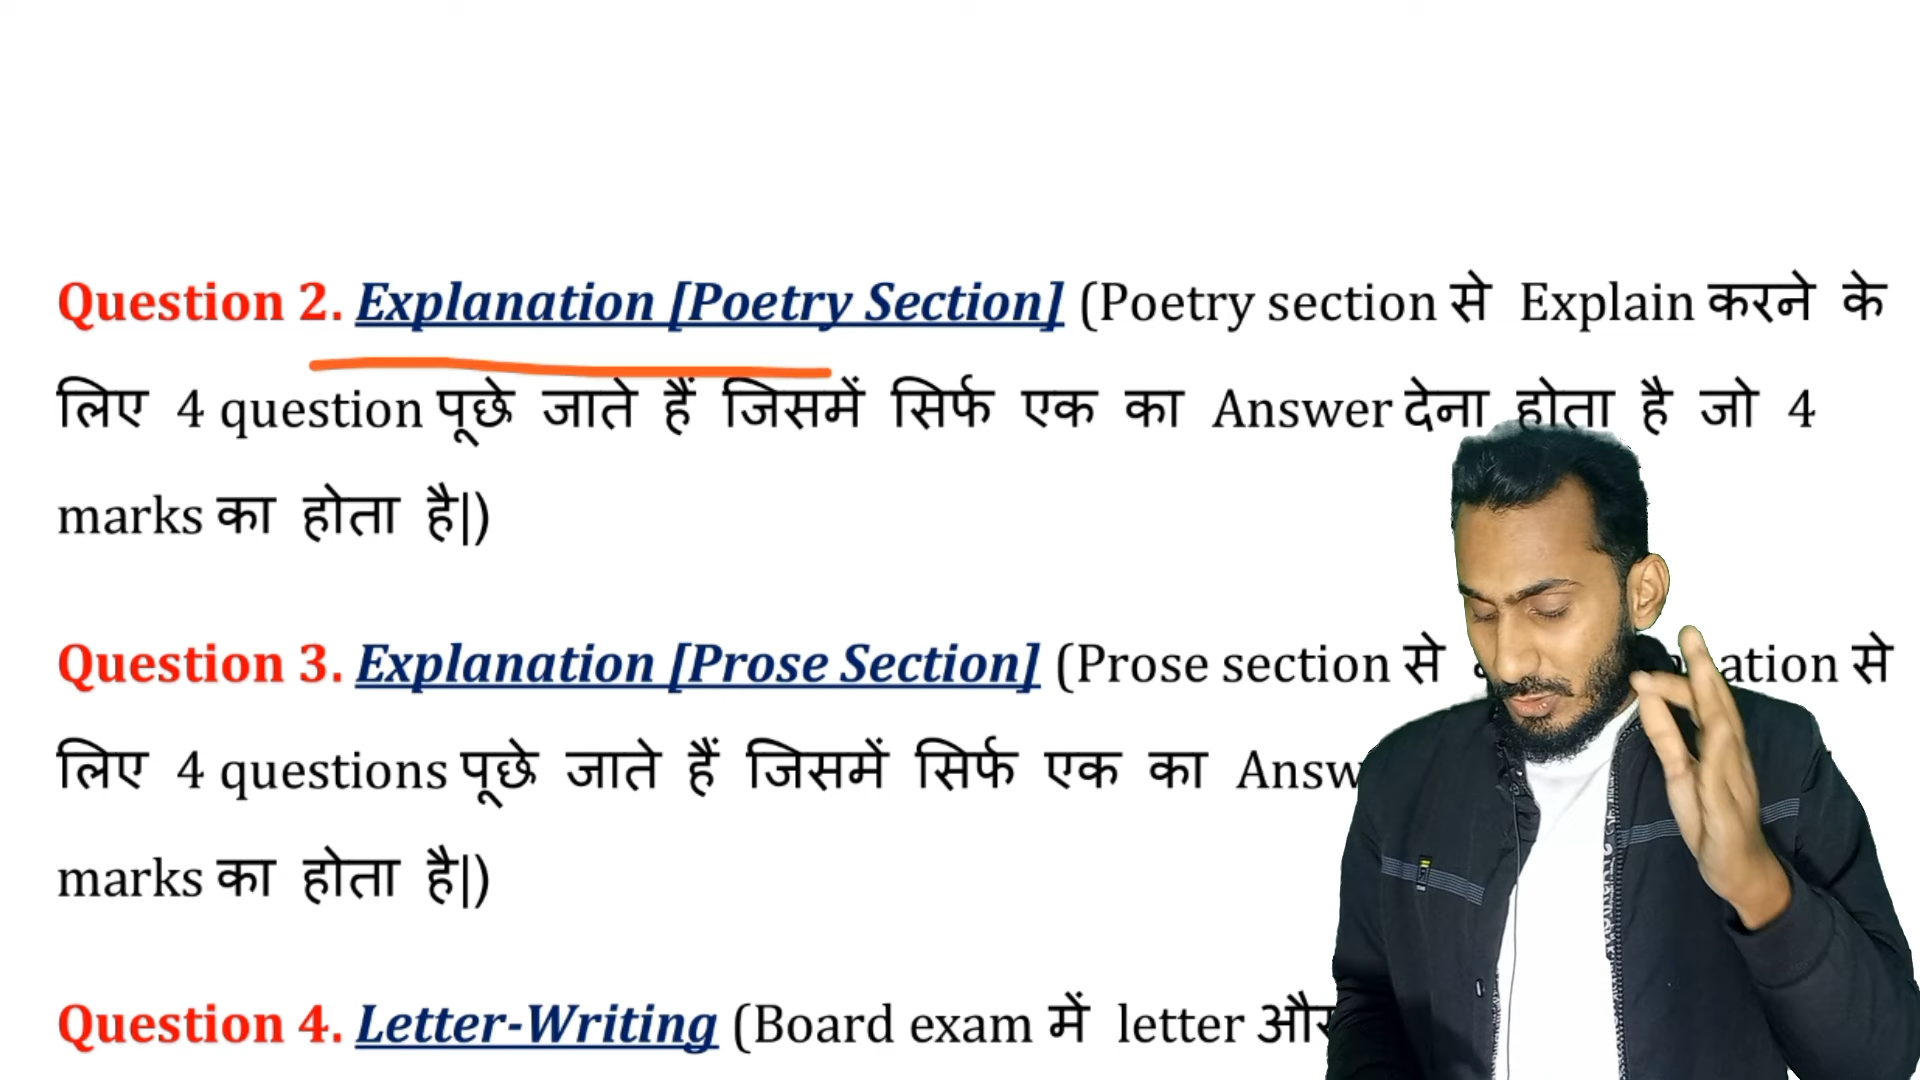 Question 2. Explanation [Poetry Section] (Poetry section से Explain करने के
लिए 4 question पूछे जाते हैं जिसमें सिर्फ एक का Answer देना होता है जो 4
marks का होता है|)
Question 3. Explanation [Prose Section] (Prose section से
से
लिए 4 questions पूछे जाते हैं जिसमें सिर्फ एक का
marks का होता है|)
Question 4. Letter-Writing (Board exam में letter और